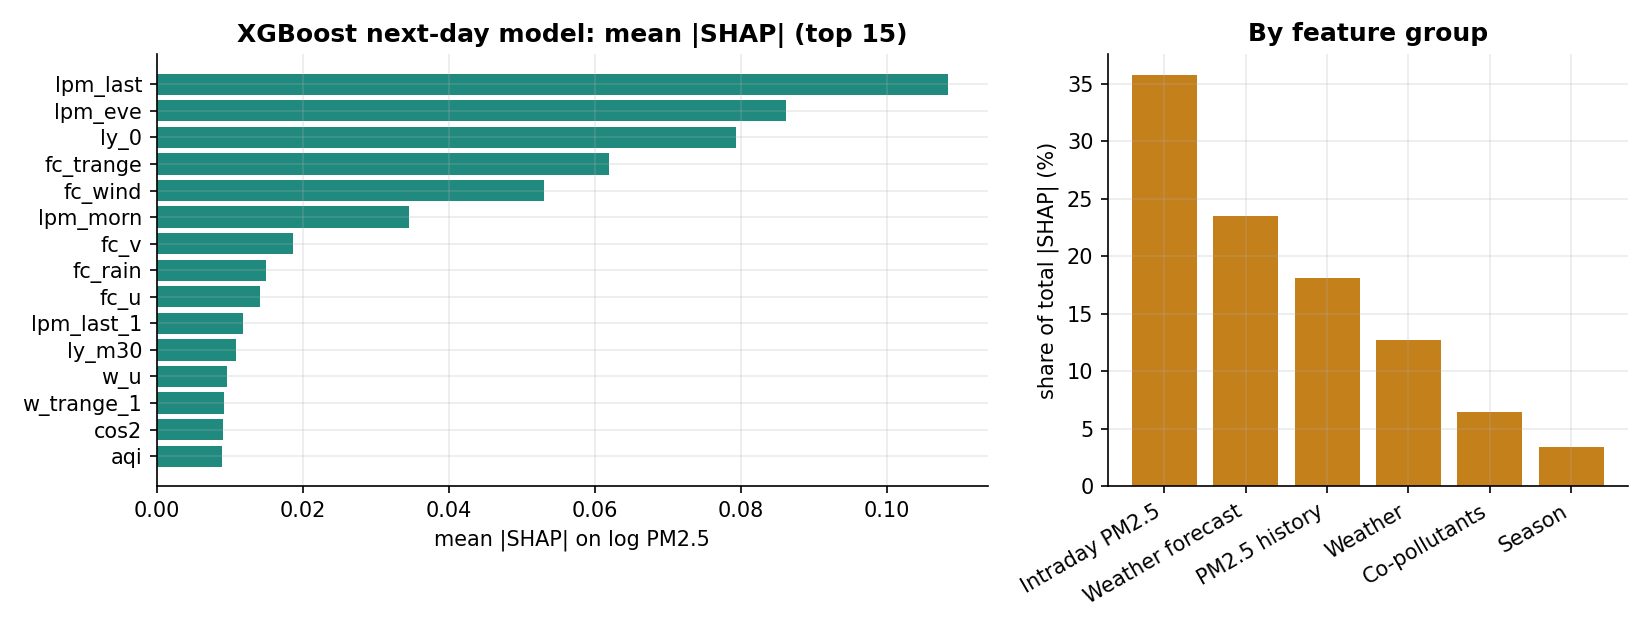 XGBoost next-day model: mean |SHAP| (top 15)
lpm_last
lpm_eve
ly_0
fc_trange
fc_wind
lpm_morn
fc_v
fc_rain
fc_u
lpm_last_1
ly_m30
w_u
w_trange_1
cos2
aqi
0.00 0.02 0.04 0.06 0.08 0.10
mean |SHAP| on log PM2.5
By feature group
share of total |SHAP| (%)
35
30
25
20
15
10
5
0
Intraday PM2.5
Weather forecast
PM2.5 history
Weather
Co-pollutants
Season